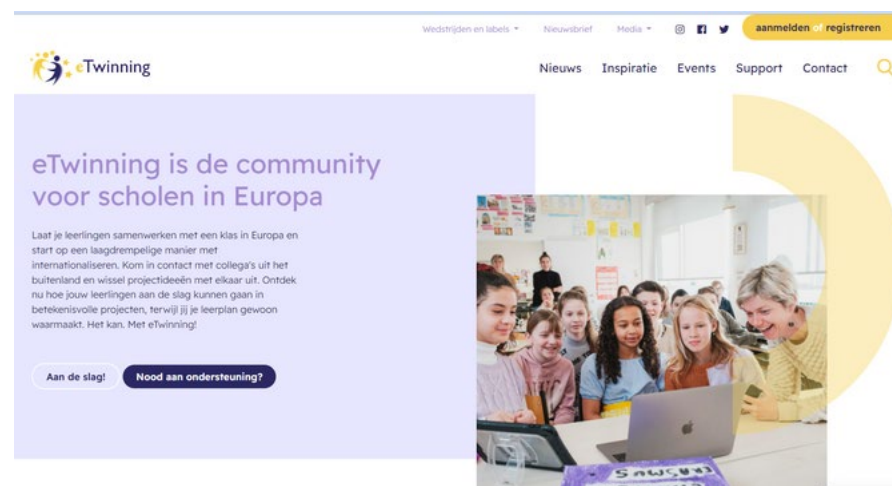 Wedstrijden en labels Nieuwsbrief Media aanmelden of registreren
eTwinning
Nieuws Inspiratie Events Support Contact
eTwinning is de community
voor scholen in Europa
Laat je leerlingen samenwerken met een klas in Europa en
start op een laagdrempelige manier met
internationaliseren. Kom in contact met collega's uit het
buitenland en wissel projectideeën met elkaar uit. Ontdek
nu hoe jouw leerlingen aan de slag kunnen gaan in
betekenisvolle projecten, terwijl jij je leerplan gewoon
waarmaakt. Het kan. Met eTwinning!
Aan de slag! Nood aan ondersteuning?
ERASMUS